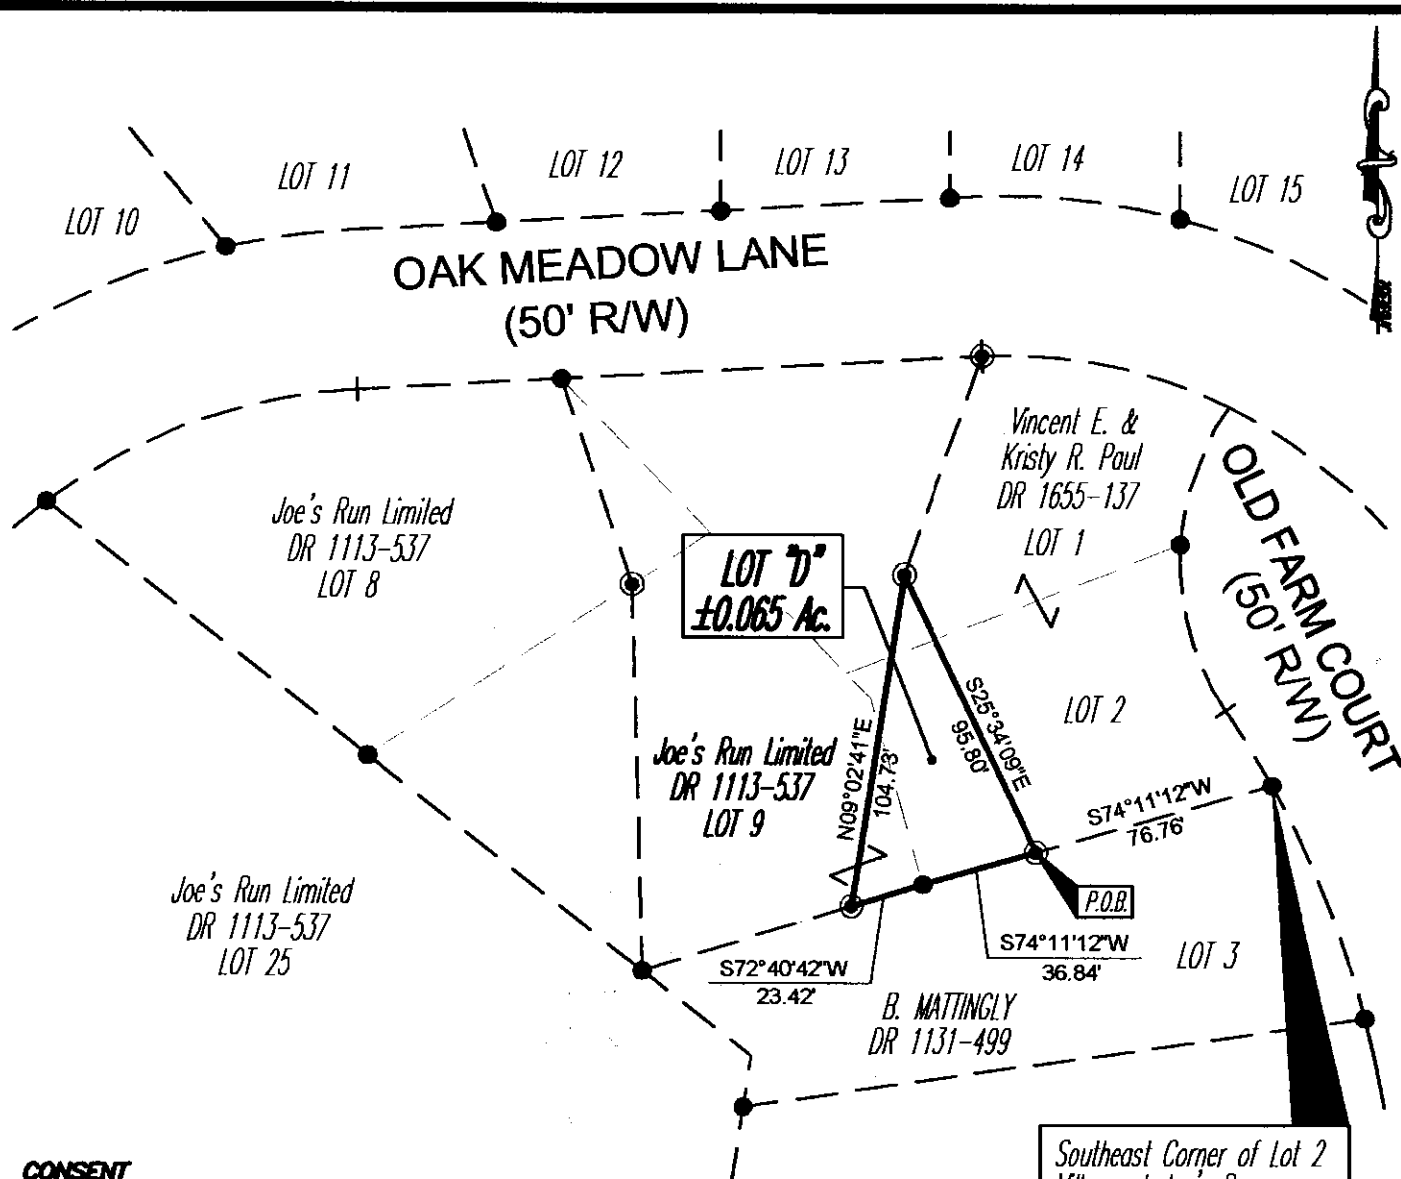 LOT 10
LOT 11
LOT 12
LOT 13
LOT 14
LOT 15
OAK MEADOW LANE
(50' R/W)
Vincent E. &
Kristy R. Paul
DR 1655-137
LOT 1
OLD FARM COURT
(50' R/W)
Joe's Run Limited
DR 1113-537
LOT 8
LOT "D"
±0.065 Ac.
LOT 2
S25°34'09"E
95.80'
N09°02'41"E
104.73'
Joe's Run Limited
DR 1113-537
LOT 9
S74°11'12"W
76.76'
P.O.B.
Joe's Run Limited
DR 1113-537
LOT 25
S72°40'42"W
23.42'
S74°11'12"W
36.84'
LOT 3
B. MATTINGLY
DR 1131-499
CONSENT
Southeast Corner of Lot 2